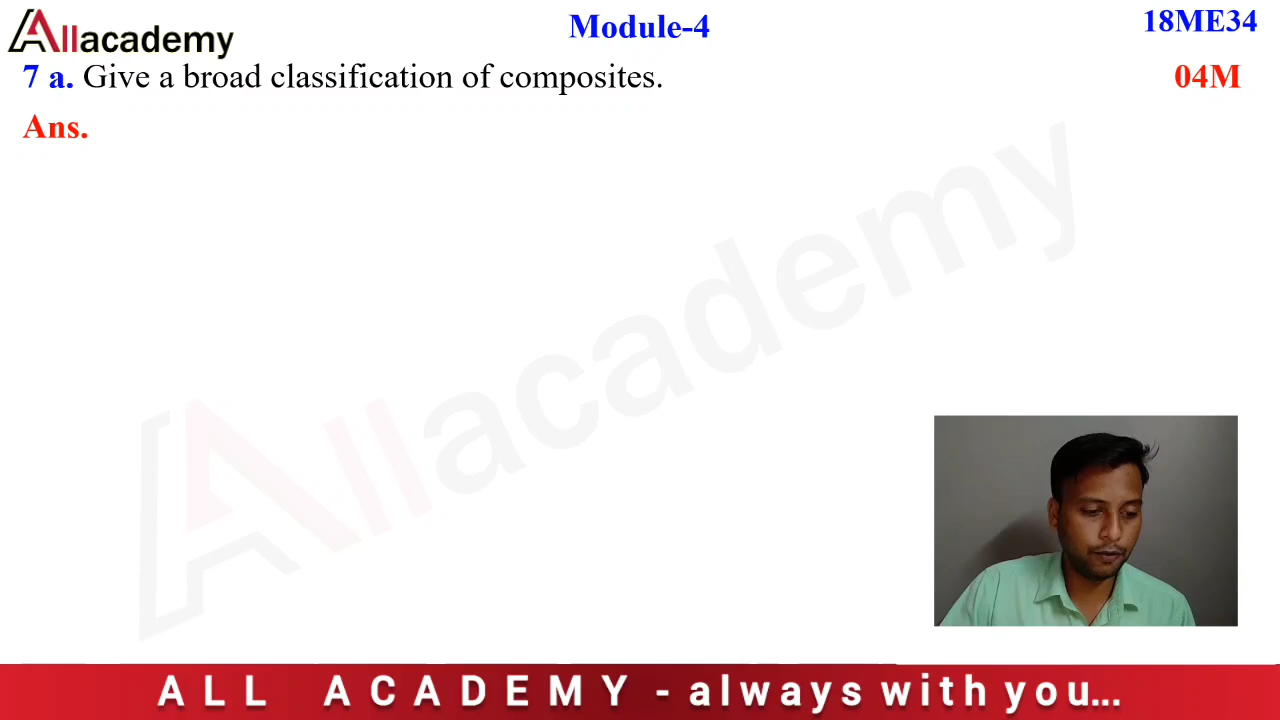 Allacademy
Module-4
18ME34
7 a. Give a broad classification of composites.
04M
Ans.
Allacademy
ALL ACADEMY - always with you...